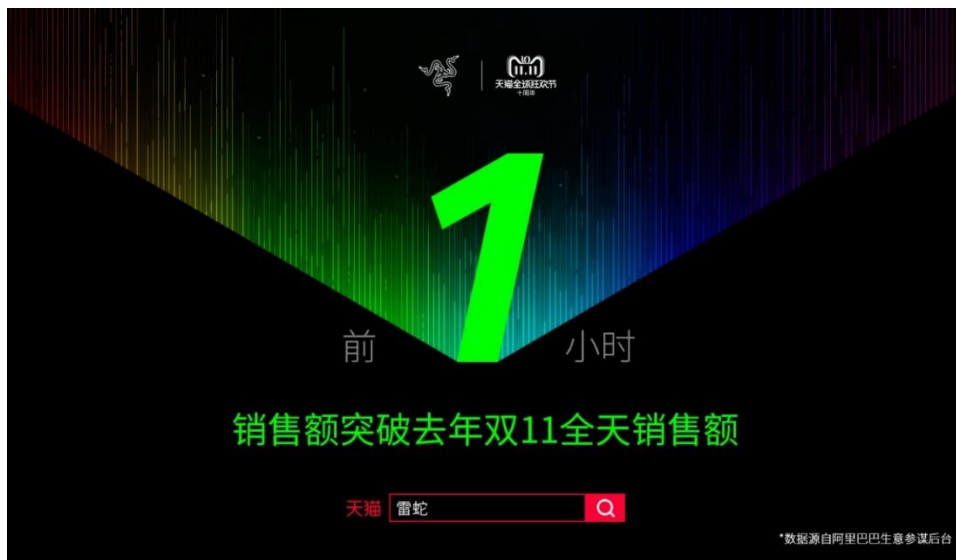 11.11
天猫全球狂欢节
十周年
1
前 小时
销售额突破去年双11全天销售额
天猫 雷蛇
*数据源自阿里巴巴生意参谋后台